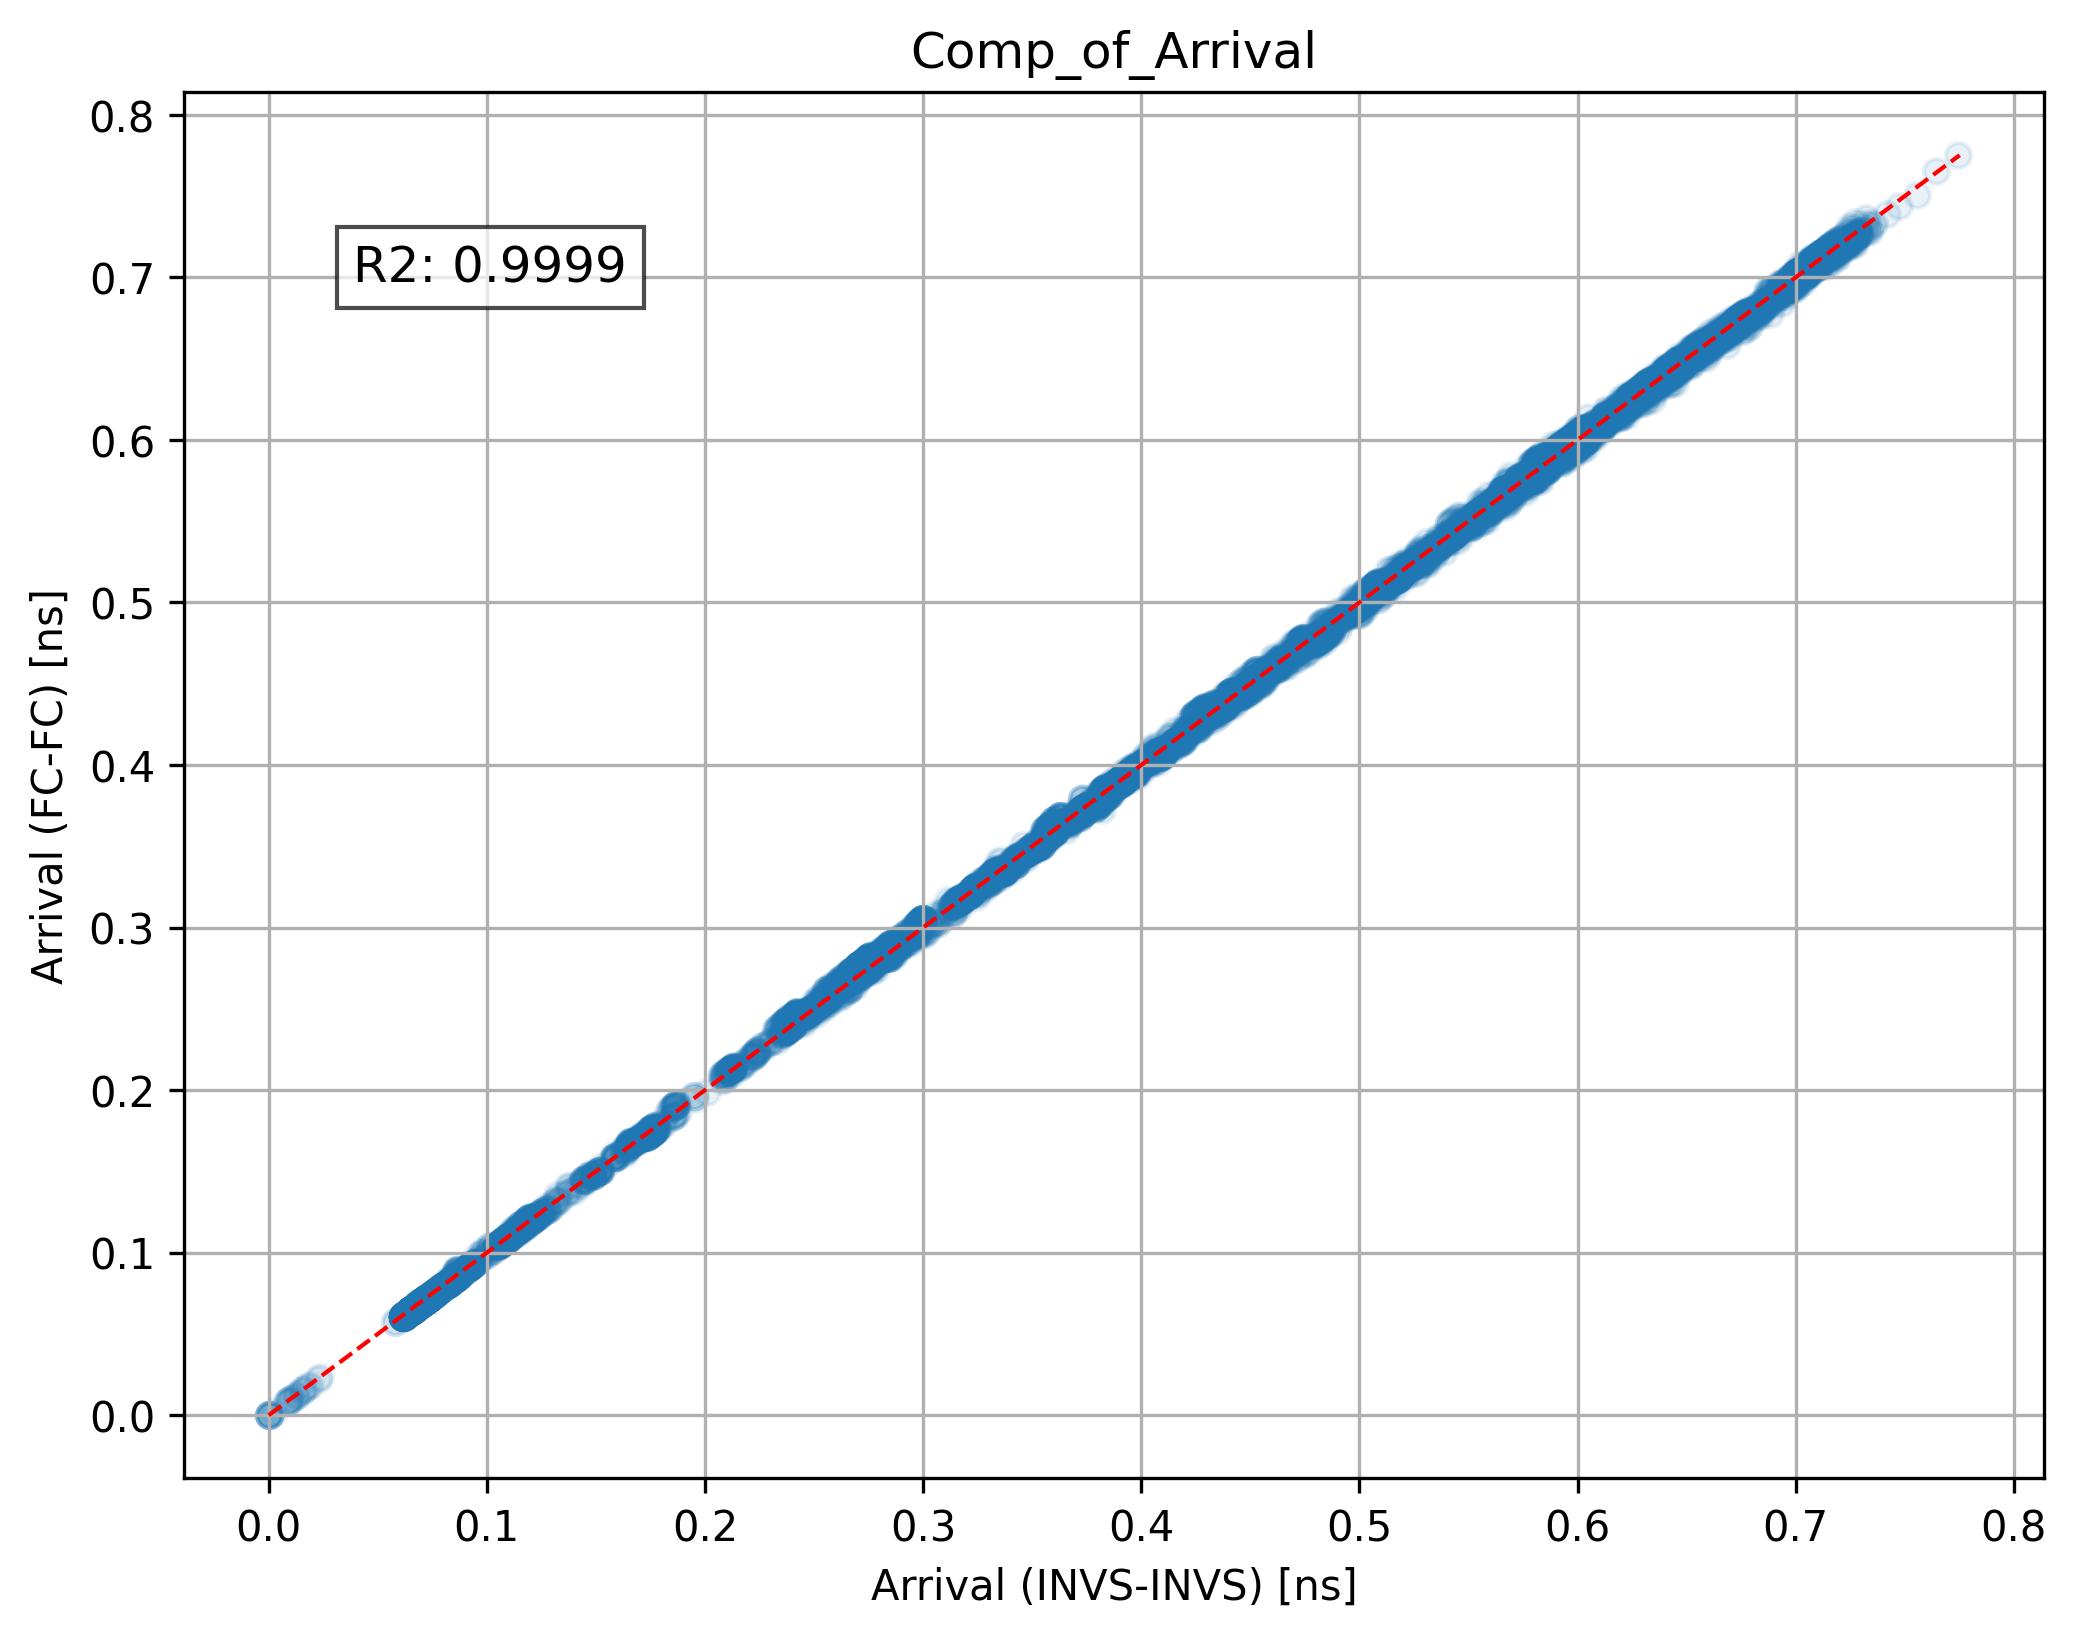 Comp_of_Arrival
R2: 0.9999
Arrival (FC-FC) [ns]
0.8
0.7
0.6
0.5
0.4
0.3
0.2
0.1
0.0
0.0 0.1 0.2 0.3 0.4 0.5 0.6 0.7 0.8
Arrival (INVS-INVS) [ns]